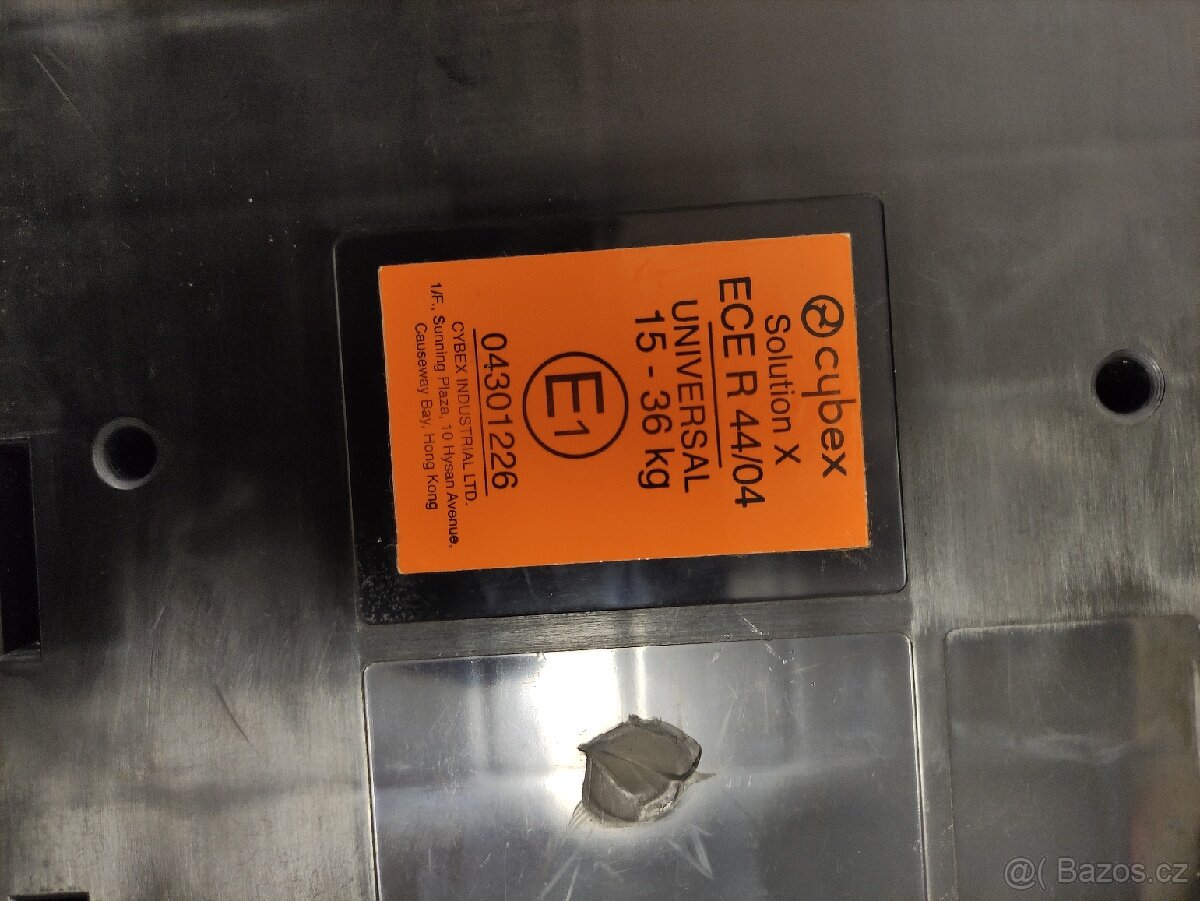 cybex
Solution X
ECE R 44/04
UNIVERSAL
15 - 36 kg
E1
04301226
CYBEX INDUSTRIAL LTD.
1/F., Sunning Plaza, 10 Hysan Avenue,
Causeway Bay, Hong Kong
@( Bazos.cz